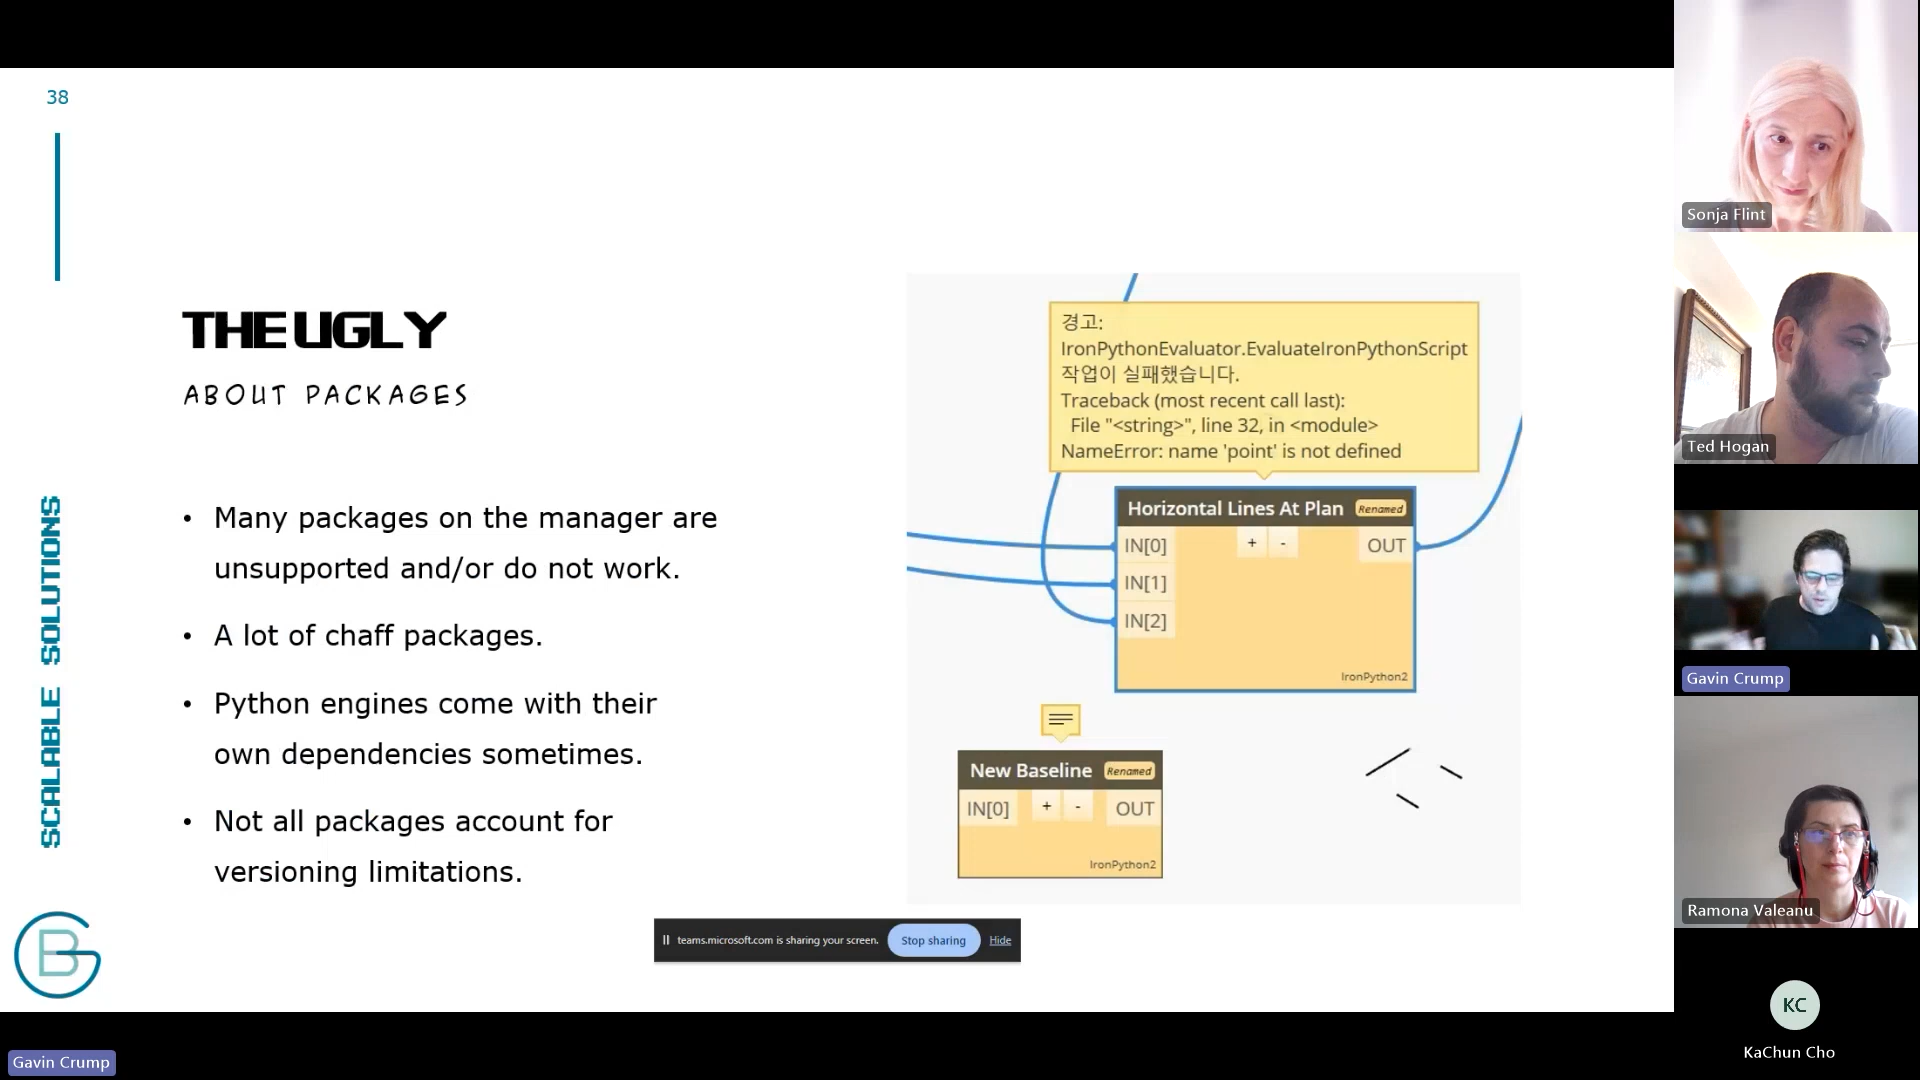 38
THE UGLY
ABOUT PACKAGES
SCALABLE SOLUTIONS
• Many packages on the manager are
unsupported and/or do not work.
• A lot of chaff packages.
• Python engines come with their
own dependencies sometimes.
• Not all packages account for
versioning limitations.
경고:
IronPythonEvaluator.EvaluateIronPythonScript
작업이 실패했습니다.
Traceback (most recent call last):
File "<string>", line 32, in <module>
NameError: name 'point' is not defined
Horizontal Lines At Plan Renamed
IN[0] + - OUT
IN[1]
IN[2]
IronPython2
New Baseline Renamed
IN[0] + - OUT
IronPython2
teams.microsoft.com is sharing your screen. Stop sharing Hide
GB
Gavin Crump
Sonja Flint
Ted Hogan
Gavin Crump
Ramona Valeanu
KC
KaChun Cho